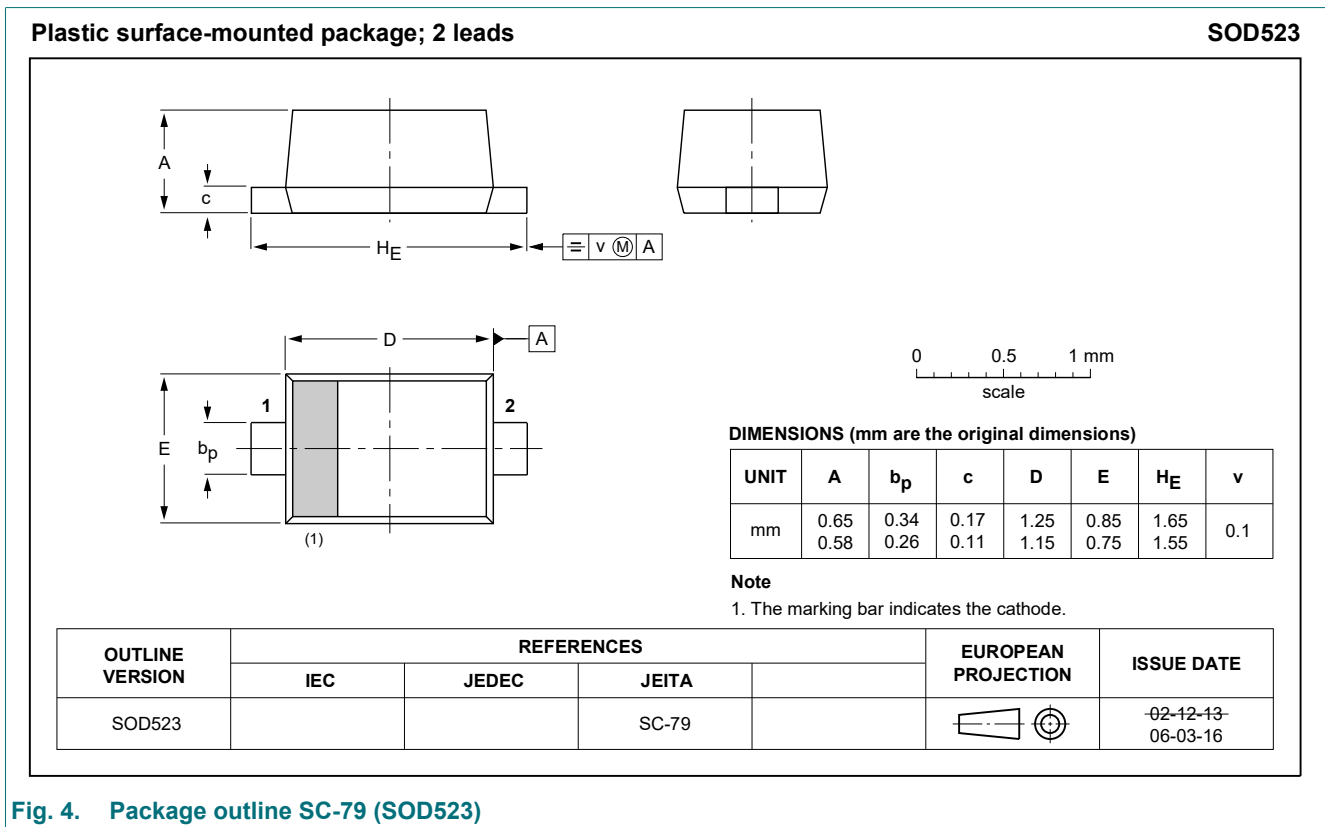 Plastic surface-mounted package; 2 leads SOD523
A
c
HE
= v M A
D A
1 2
E bp
(1)
0 0.5 1 mm
scale
DIMENSIONS (mm are the original dimensions)
UNIT A bp c D E HE v
mm 0.65 0.34 0.17 1.25 0.85 1.65 0.1
0.58 0.26 0.11 1.15 0.75 1.55
Note
1. The marking bar indicates the cathode.
OUTLINE VERSION REFERENCES EUROPEAN PROJECTION ISSUE DATE
IEC JEDEC JEITA
SOD523 SC-79 02-12-13
06-03-16
Fig. 4. Package outline SC-79 (SOD523)